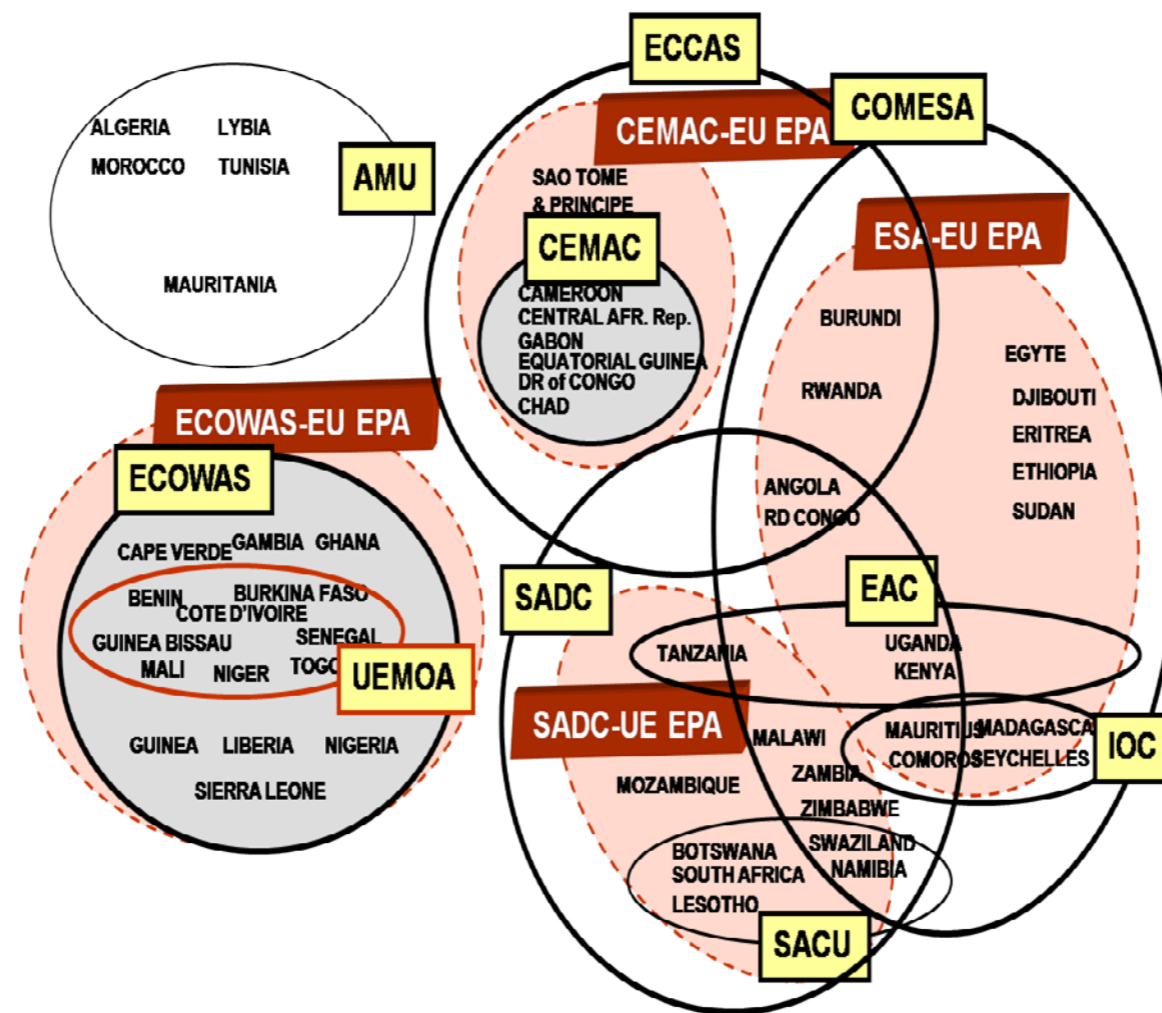 ECCAS
COMESA
CEMAC-EU EPA
ALGERIA LYBIA
MOROCCO TUNISIA
AMU
MAURITANIA
SAO TOME
& PRINCIPE
CEMAC
CAMEROON
CENTRAL AFR. Rep.
GABON
EQUATORIAL GUINEA
DR of CONGO
CHAD
ESA-EU EPA
BURUNDI
RWANDA
EGYTE
DJIBOUTI
ERITREA
ETHIOPIA
SUDAN
ANGOLA
RD CONGO
ECOWAS-EU EPA
ECOWAS
CAPE VERDE GAMBIA GHANA
BENIN BURKINA FASO
COTE D'IVOIRE
GUINEA BISSAU SENEGAL
MALI NIGER TOGO
UEMOA
GUINEA LIBERIA NIGERIA
SIERRA LEONE
SADC
EAC
TANZANIA
UGANDA
KENYA
SADC-UE EPA
MALAWI
MOZAMBIQUE
ZAMBIA
ZIMBABWE
MAURITIUS MADAGASCA
COMOROS SEYCHELLES
IOC
BOTSWANA
SOUTH AFRICA
LESOTHO
SWAZILAND
NAMIBIA
SACU